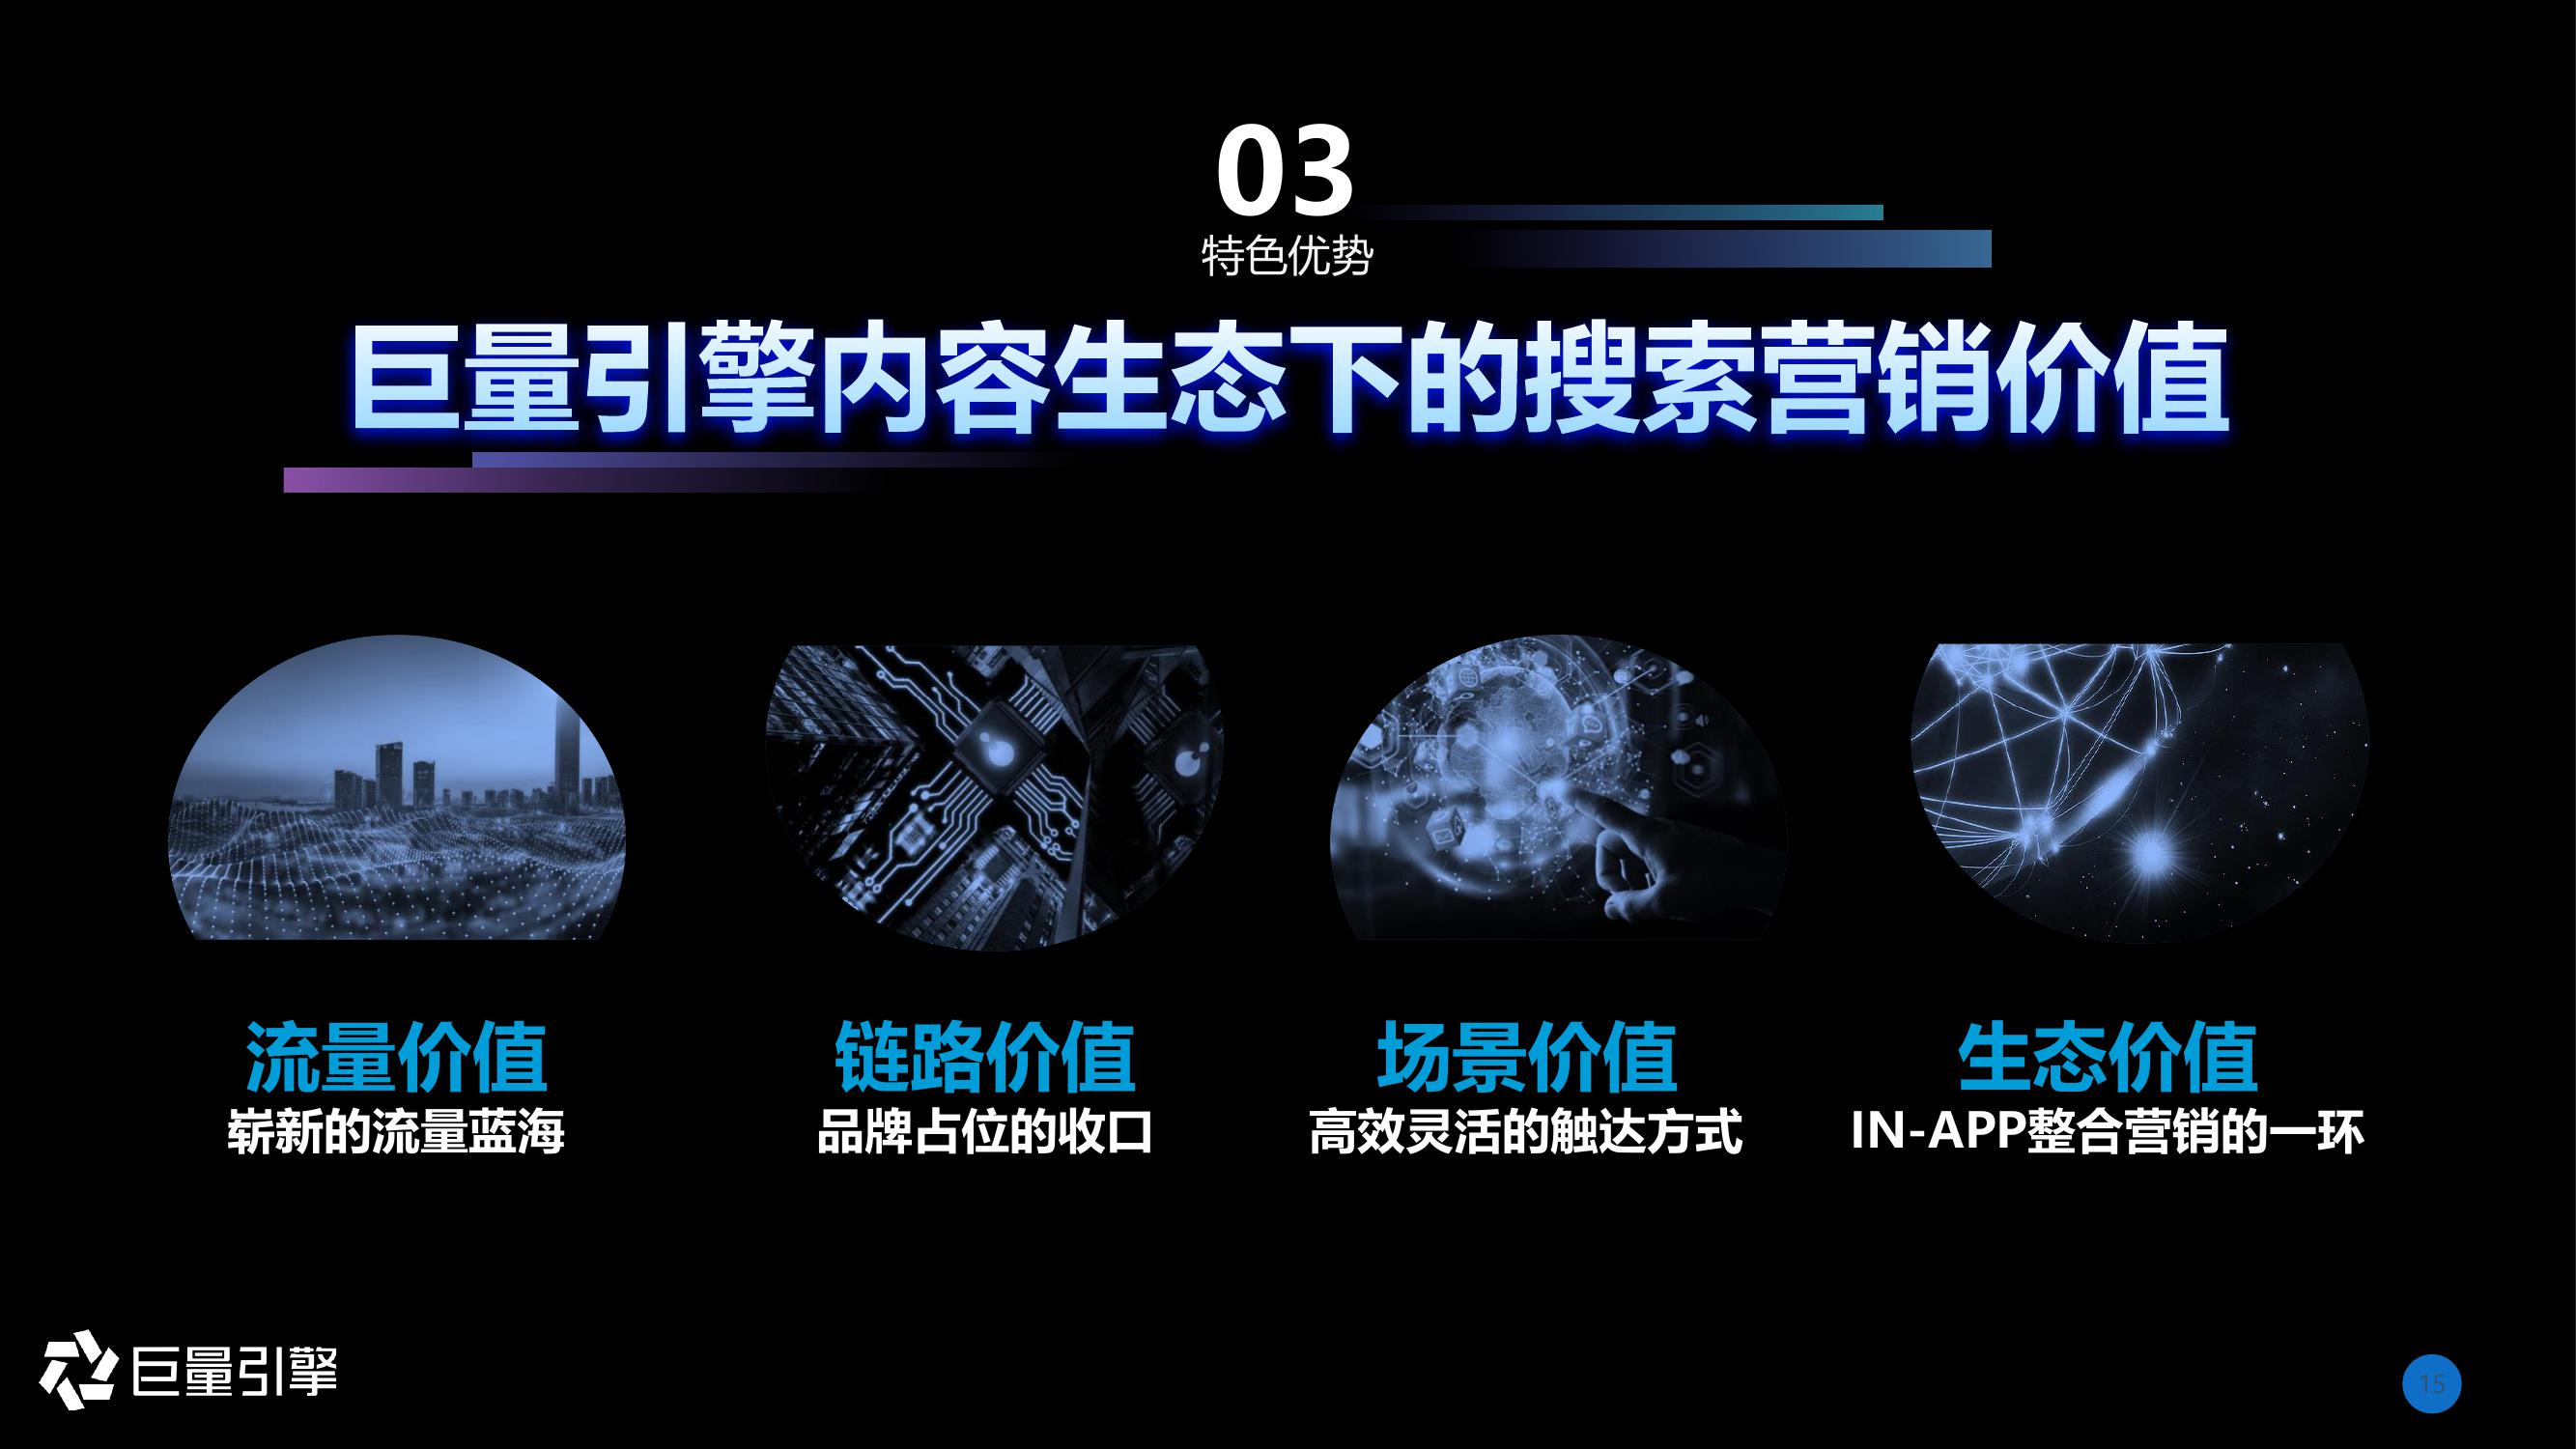 03
特色优势
巨量引擎内容生态下的搜索营销价值
流量价值
崭新的流量蓝海
链路价值
品牌占位的收口
场景价值
高效灵活的触达方式
生态价值
IN-APP整合营销的一环
巨量引擎
15